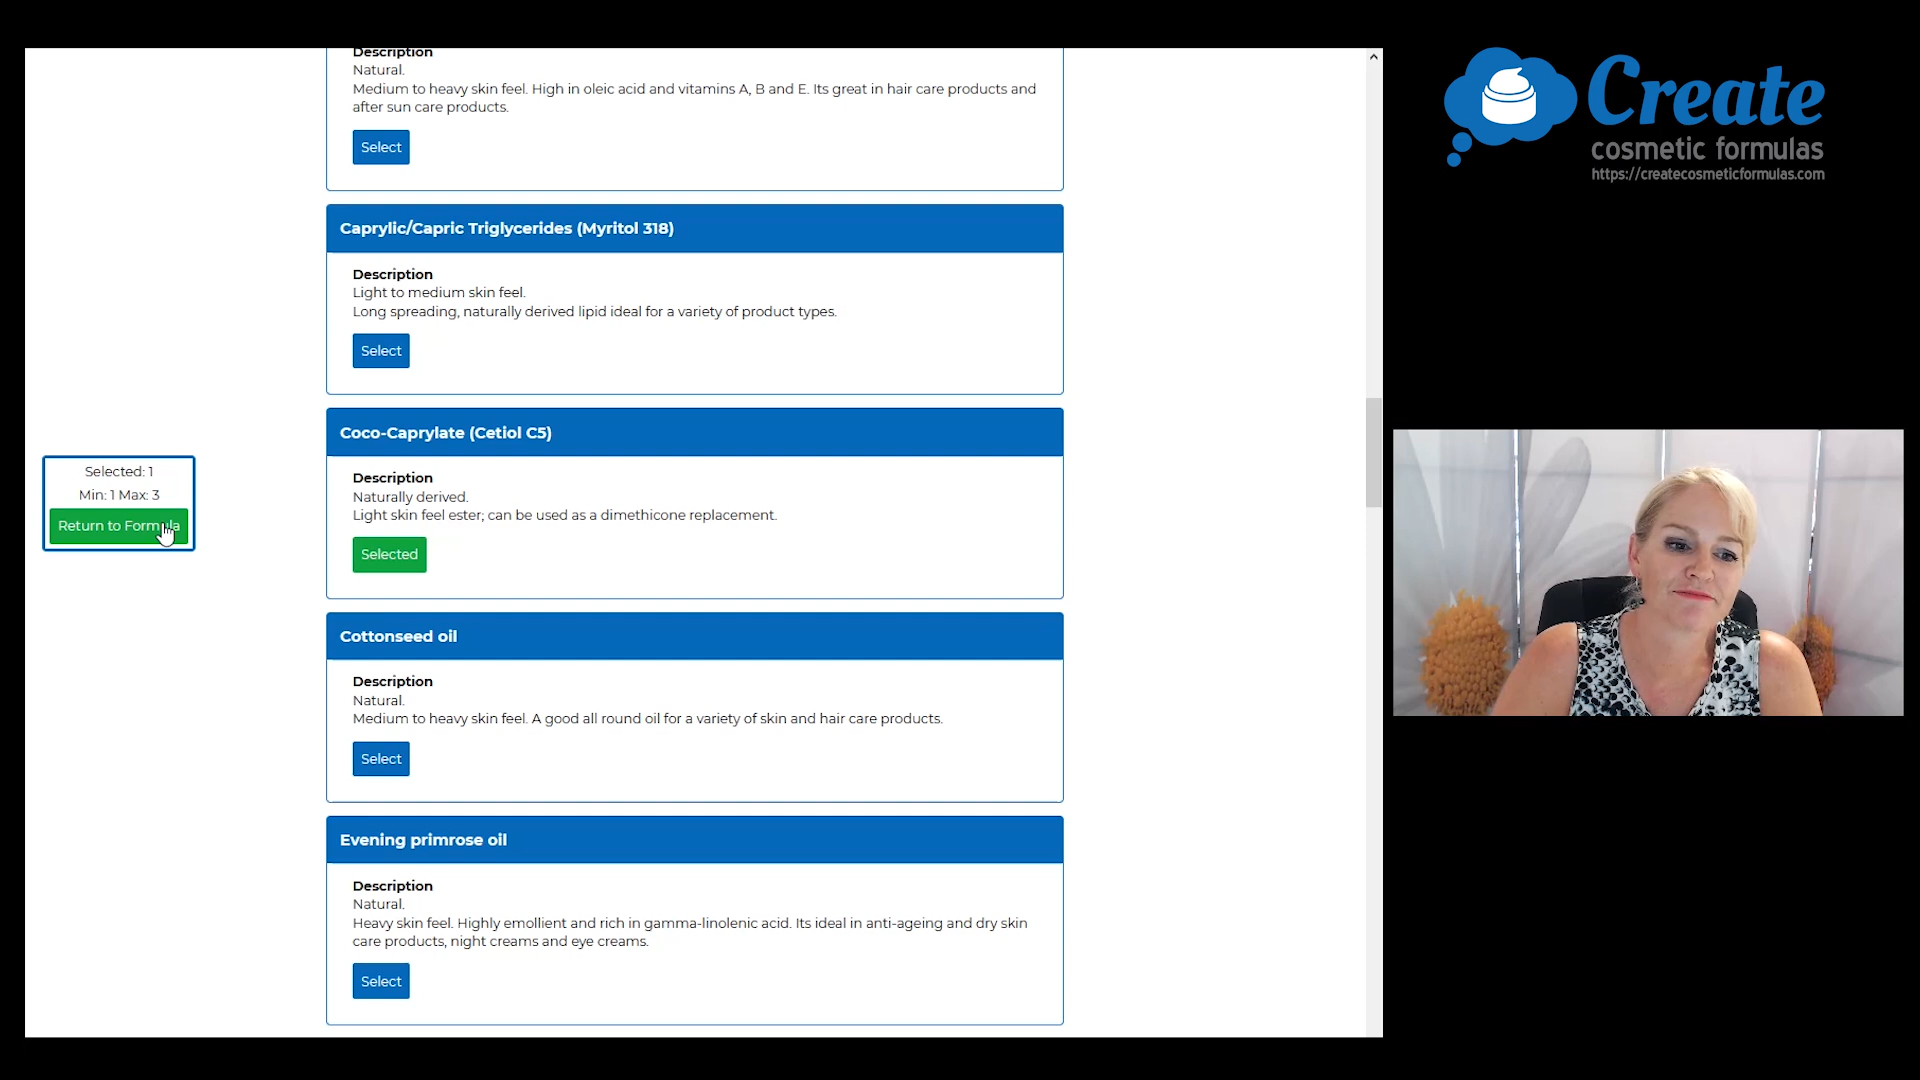 Description
Natural.
Medium to heavy skin feel. High in oleic acid and vitamins A, B and E. Its great in hair care products and
after sun care products.
Select
Caprylic/Capric Triglycerides (Myritol 318)
Description
Light to medium skin feel.
Long spreading, naturally derived lipid ideal for a variety of product types.
Select
Coco-Caprylate (Cetiol C5)
Description
Naturally derived.
Light skin feel ester; can be used as a dimethicone replacement.
Selected
Cottonseed oil
Description
Natural.
Medium to heavy skin feel. A good all round oil for a variety of skin and hair care products.
Select
Evening primrose oil
Description
Natural.
Heavy skin feel. Highly emollient and rich in gamma-linolenic acid. Its ideal in anti-ageing and dry skin
care products, night creams and eye creams.
Select
Selected: 1
Min: 1 Max: 3
Return to Formula
Create
cosmetic formulas
https://createcosmeticformulas.com